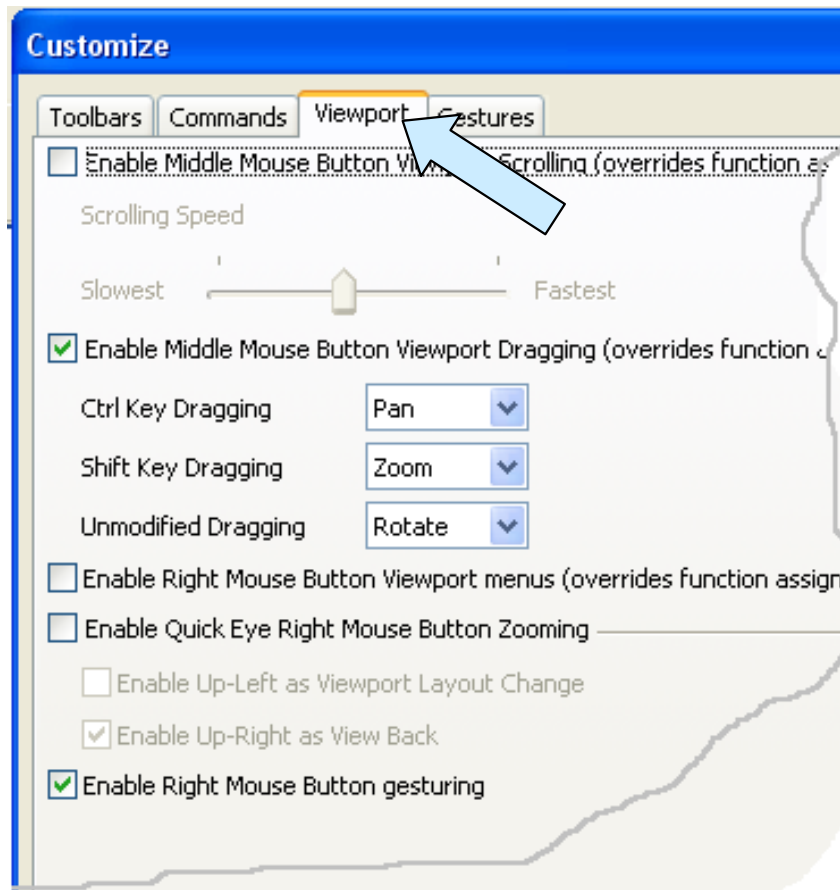 Customize
Toolbars Commands Viewport Gestures
Enable Middle Mouse Button Scrolling (overrides function as
Scrolling Speed
Slowest Fastest
Enable Middle Mouse Button Viewport Dragging (overrides function
Ctrl Key Dragging Pan
Shift Key Dragging Zoom
Unmodified Dragging Rotate
Enable Right Mouse Button Viewport menus (overrides function assign
Enable Quick Eye Right Mouse Button Zooming
Enable Up-Left as Viewport Layout Change
Enable Up-Right as View Back
Enable Right Mouse Button gesturing